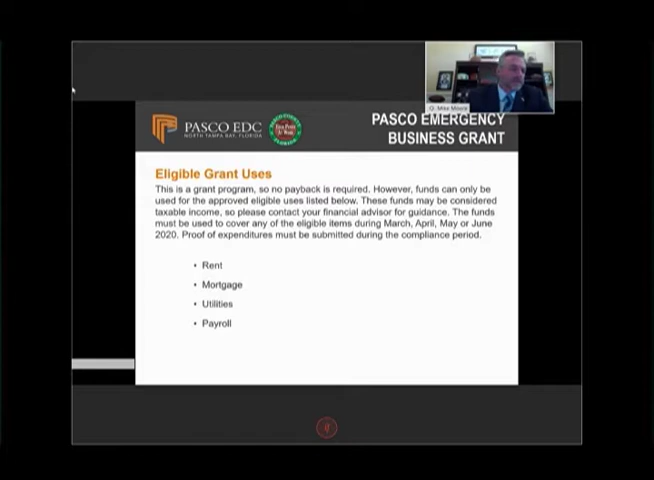 Mike Moore
PASCO EDC
NORTH TAMPA BAY, FLORIDA
PASCO EMERGENCY
BUSINESS GRANT
Eligible Grant Uses
This is a grant program, so no payback is required. However, funds can only be
used for the approved eligible uses listed below. These funds may be considered
taxable income, so please contact your financial advisor for guidance. The funds
must be used to cover any of the eligible items during March, April, May or June
2020. Proof of expenditures must be submitted during the compliance period.
• Rent
• Mortgage
• Utilities
• Payroll